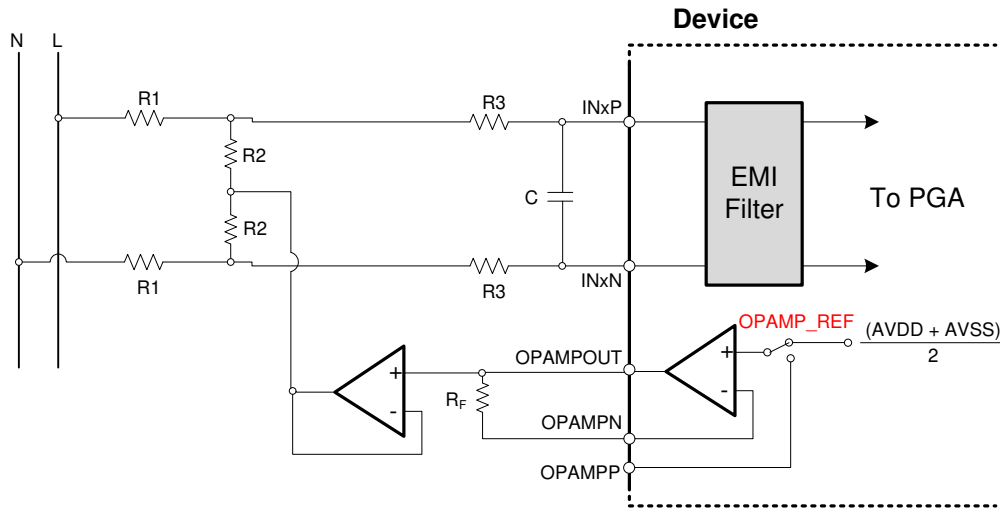 Device
N L
R1
R3
INxP
R2
EMI
Filter
To PGA
C
R2
R1
R3
INxN
OPAMP_REF
(AVDD + AVSS)
2
OPAMPOUT
+
-
+
-
RF
OPAMPN
OPAMPP